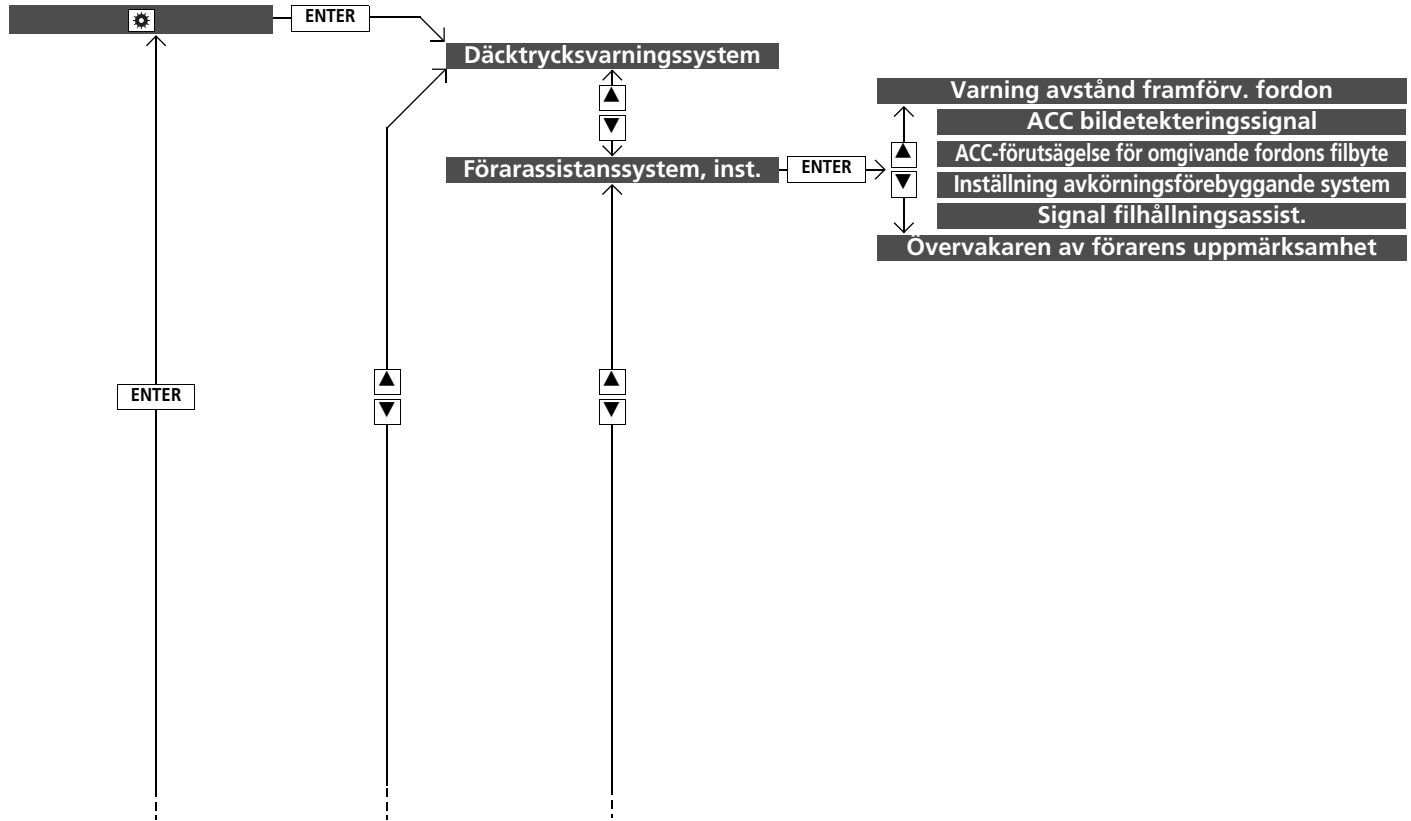 ENTER
Däcktrycksvarningssystem
Varning avstånd framförv. fordon
ACC bildetekteringssignal
ACC-förutsägelse för omgivande fordons filbyte
Förarassistanssystem, inst.
ENTER
Inställning avkörningsförebyggande system
Signal filhållningsassist.
Övervakaren av förarens uppmärksamhet
ENTER